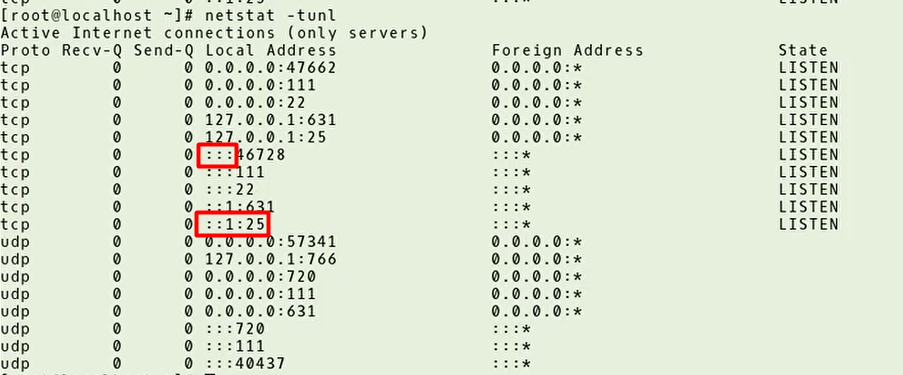 [root@localhost ~]# netstat -tunl
Active Internet connections (only servers)
Proto Recv-Q Send-Q Local Address Foreign Address State
tcp 0 0 0.0.0.0:47662 0.0.0.0:* LISTEN
tcp 0 0 0.0.0.0:111 0.0.0.0:* LISTEN
tcp 0 0 0.0.0.0:22 0.0.0.0:* LISTEN
tcp 0 0 127.0.0.1:631 0.0.0.0:* LISTEN
tcp 0 0 127.0.0.1:25 0.0.0.0:* LISTEN
tcp 0 0 :::46728 :::* LISTEN
tcp 0 0 :::111 :::* LISTEN
tcp 0 0 :::22 :::* LISTEN
tcp 0 0 ::1:631 :::* LISTEN
tcp 0 0 ::1:25 :::* LISTEN
udp 0 0 0.0.0.0:57341 0.0.0.0:*
udp 0 0 127.0.0.1:766 0.0.0.0:*
udp 0 0 0.0.0.0:720 0.0.0.0:*
udp 0 0 0.0.0.0:111 0.0.0.0:*
udp 0 0 0.0.0.0:631 0.0.0.0:*
udp 0 0 :::720 :::*
udp 0 0 :::111 :::*
udp 0 0 :::40437 :::*